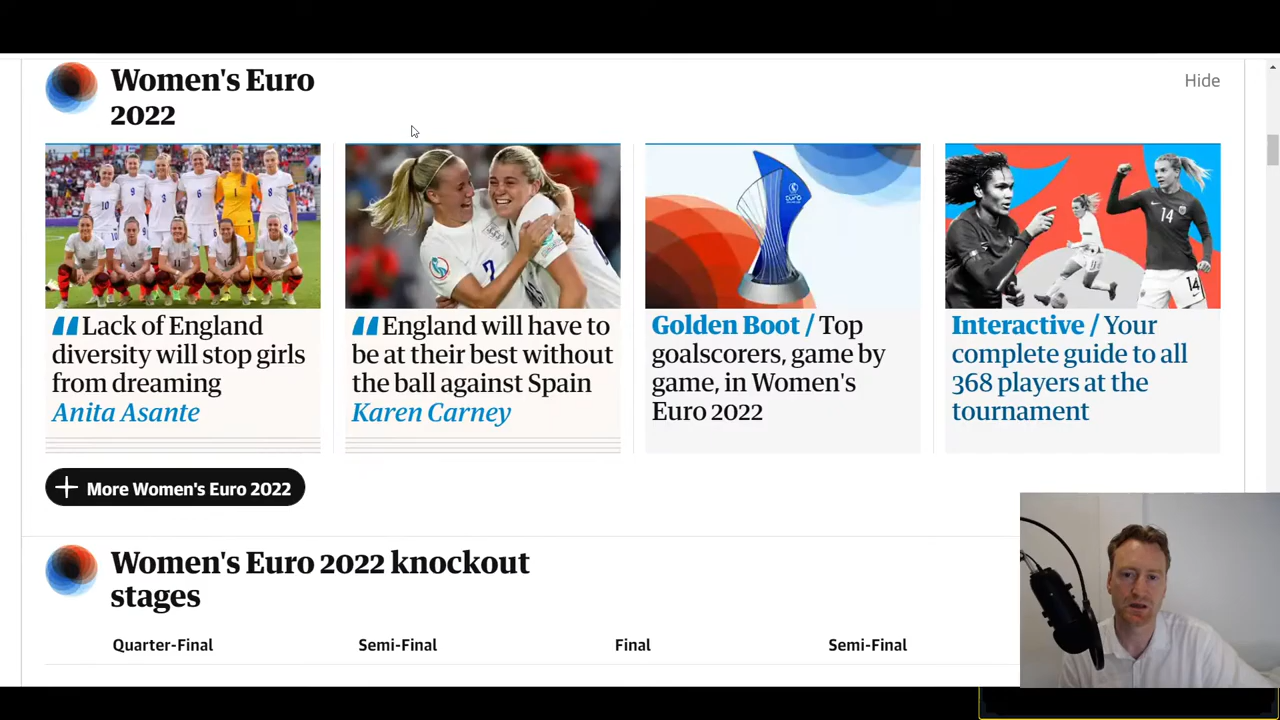 Women's Euro
2022
Hide
Lack of England
diversity will stop girls
from dreaming
Anita Asante
England will have to
be at their best without
the ball against Spain
Karen Carney
Golden Boot / Top
goalscorers, game by
game, in Women's
Euro 2022
Interactive / Your
complete guide to all
368 players at the
tournament
More Women's Euro 2022
Women's Euro 2022 knockout
stages
Quarter-Final Semi-Final Final Semi-Final